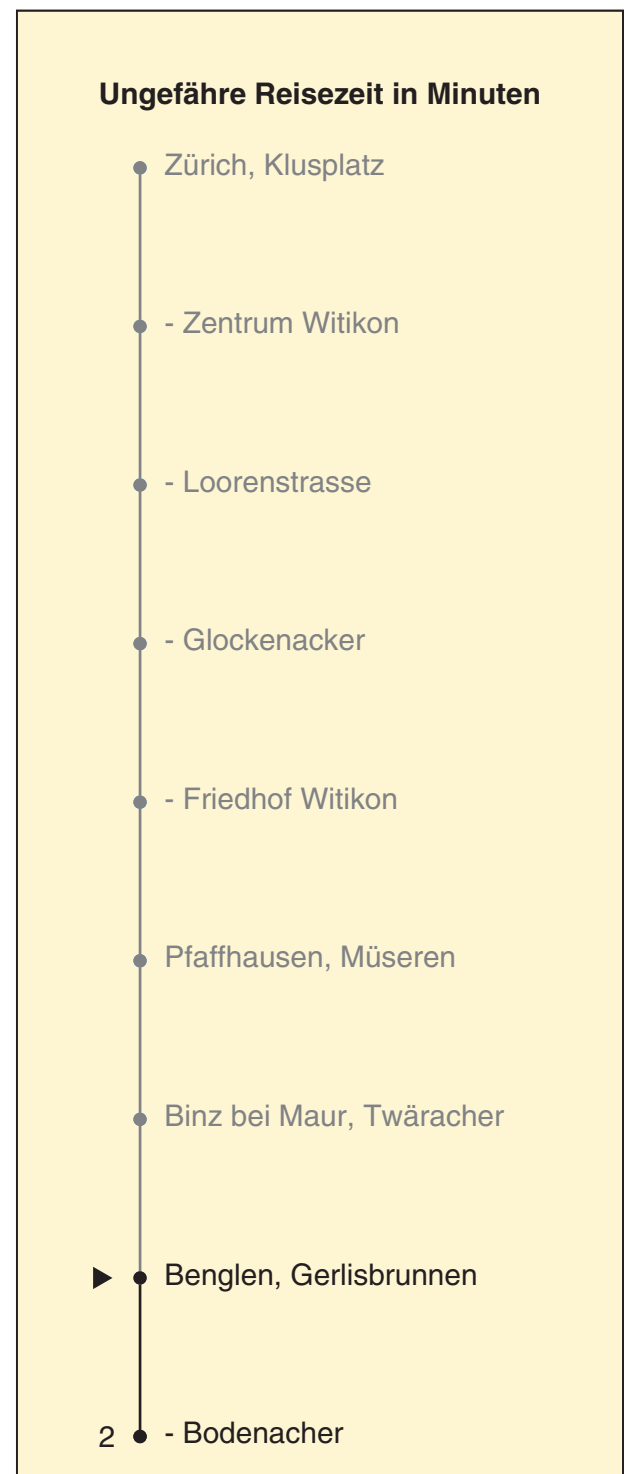 Ungefähre Reisezeit in Minuten
Zürich, Klusplatz
- Zentrum Witikon
- Loorenstrasse
- Glockenacker
- Friedhof Witikon
Pfaffhausen, Müseren
Binz bei Maur, Twäracher
Benglen, Gerlisbrunnen
2 - Bodenacher